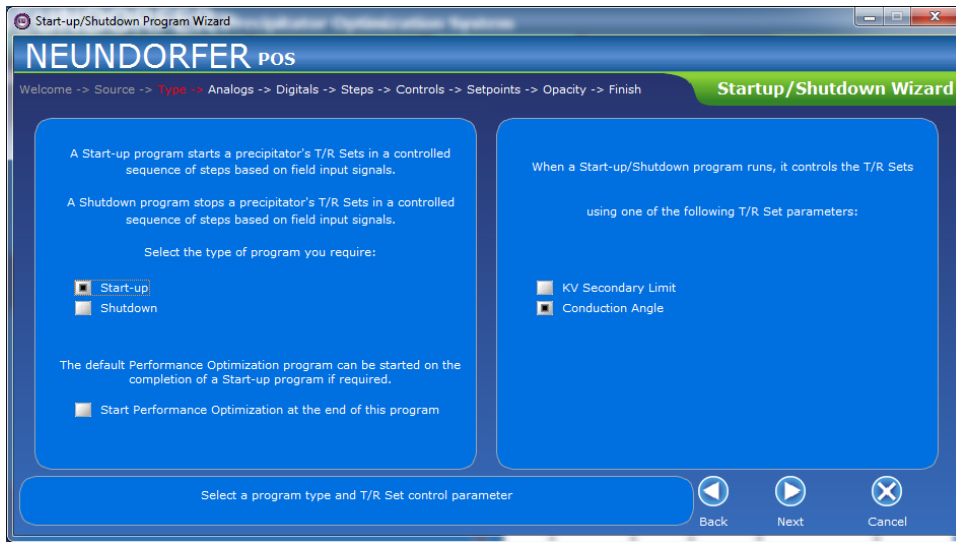 Start-up/Shutdown Program Wizard
NEUNDORFER POS
Welcome -> Source -> Type -> Analogs -> Digitals -> Steps -> Controls -> Setpoints -> Opacity -> Finish
Startup/Shutdown Wizard
A Start-up program starts a precipitator's T/R Sets in a controlled
sequence of steps based on field input signals.
A Shutdown program stops a precipitator's T/R Sets in a controlled
sequence of steps based on field input signals.
Select the type of program you require:
Start-up
Shutdown
The default Performance Optimization program can be started on the
completion of a Start-up program if required.
Start Performance Optimization at the end of this program
When a Start-up/Shutdown program runs, it controls the T/R Sets
using one of the following T/R Set parameters:
KV Secondary Limit
Conduction Angle
Select a program type and T/R Set control parameter
Back
Next
Cancel